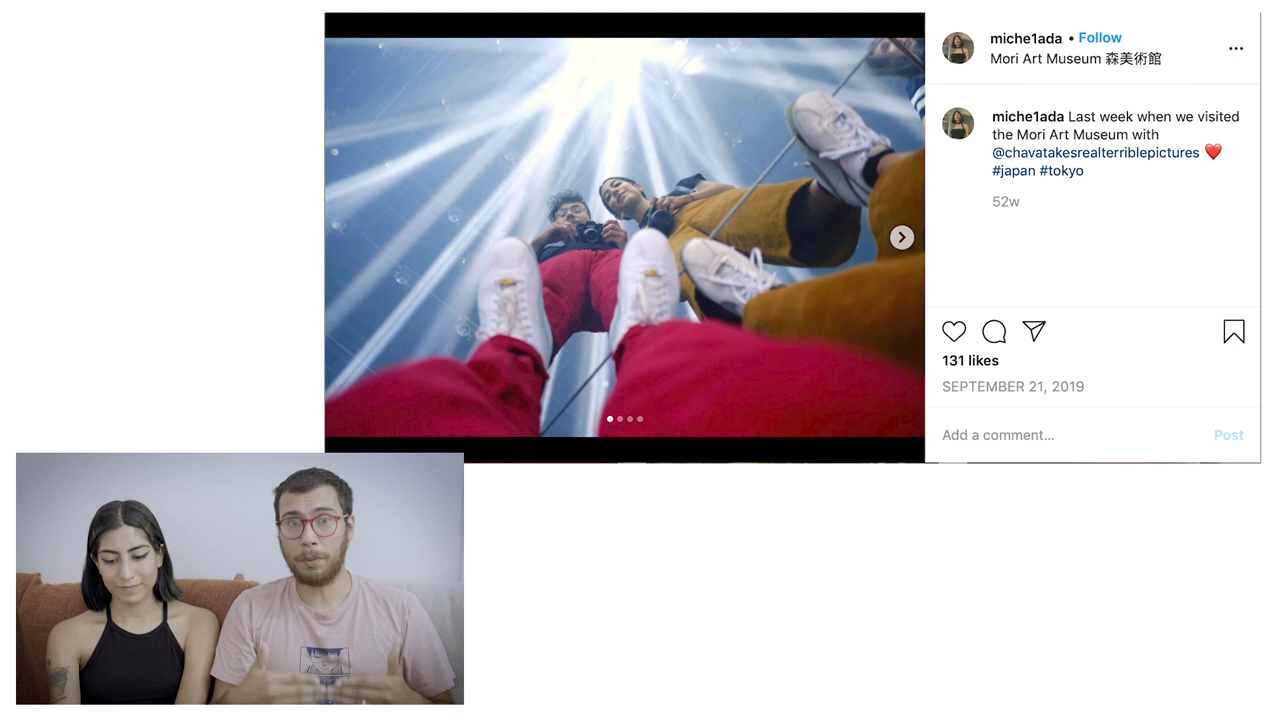 miche1ada • Follow
Mori Art Museum 森美術館
miche1ada Last week when we visited
the Mori Art Museum with
@chavatakesrealterriblepictures ❤️
#japan #tokyo
52w
131 likes
SEPTEMBER 21, 2019
Add a comment... Post